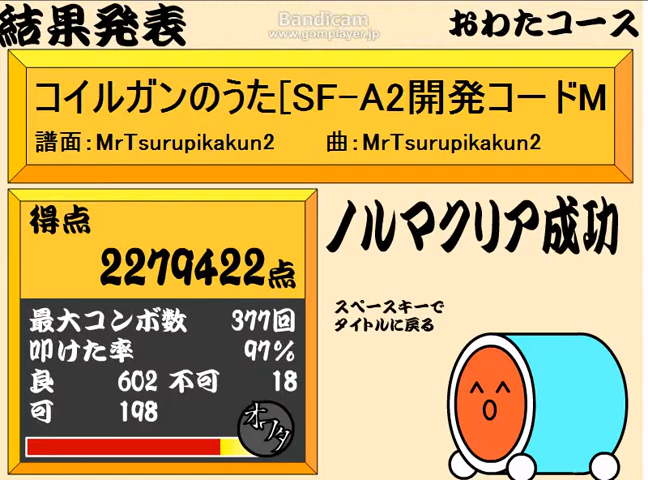 Bandicam
www.gomplayer.jp
結果発表
おわたコース
コイルガンのうた[SF-A2開発コードM
譜面:MrTsurupikakun2 曲:MrTsurupikakun2
得点
2279422点
最大コンボ数 377回
叩けた率 97%
良 602 不可 18
可 198
オワタ
ノルマクリア成功
スペースキーで
タイトルに戻る